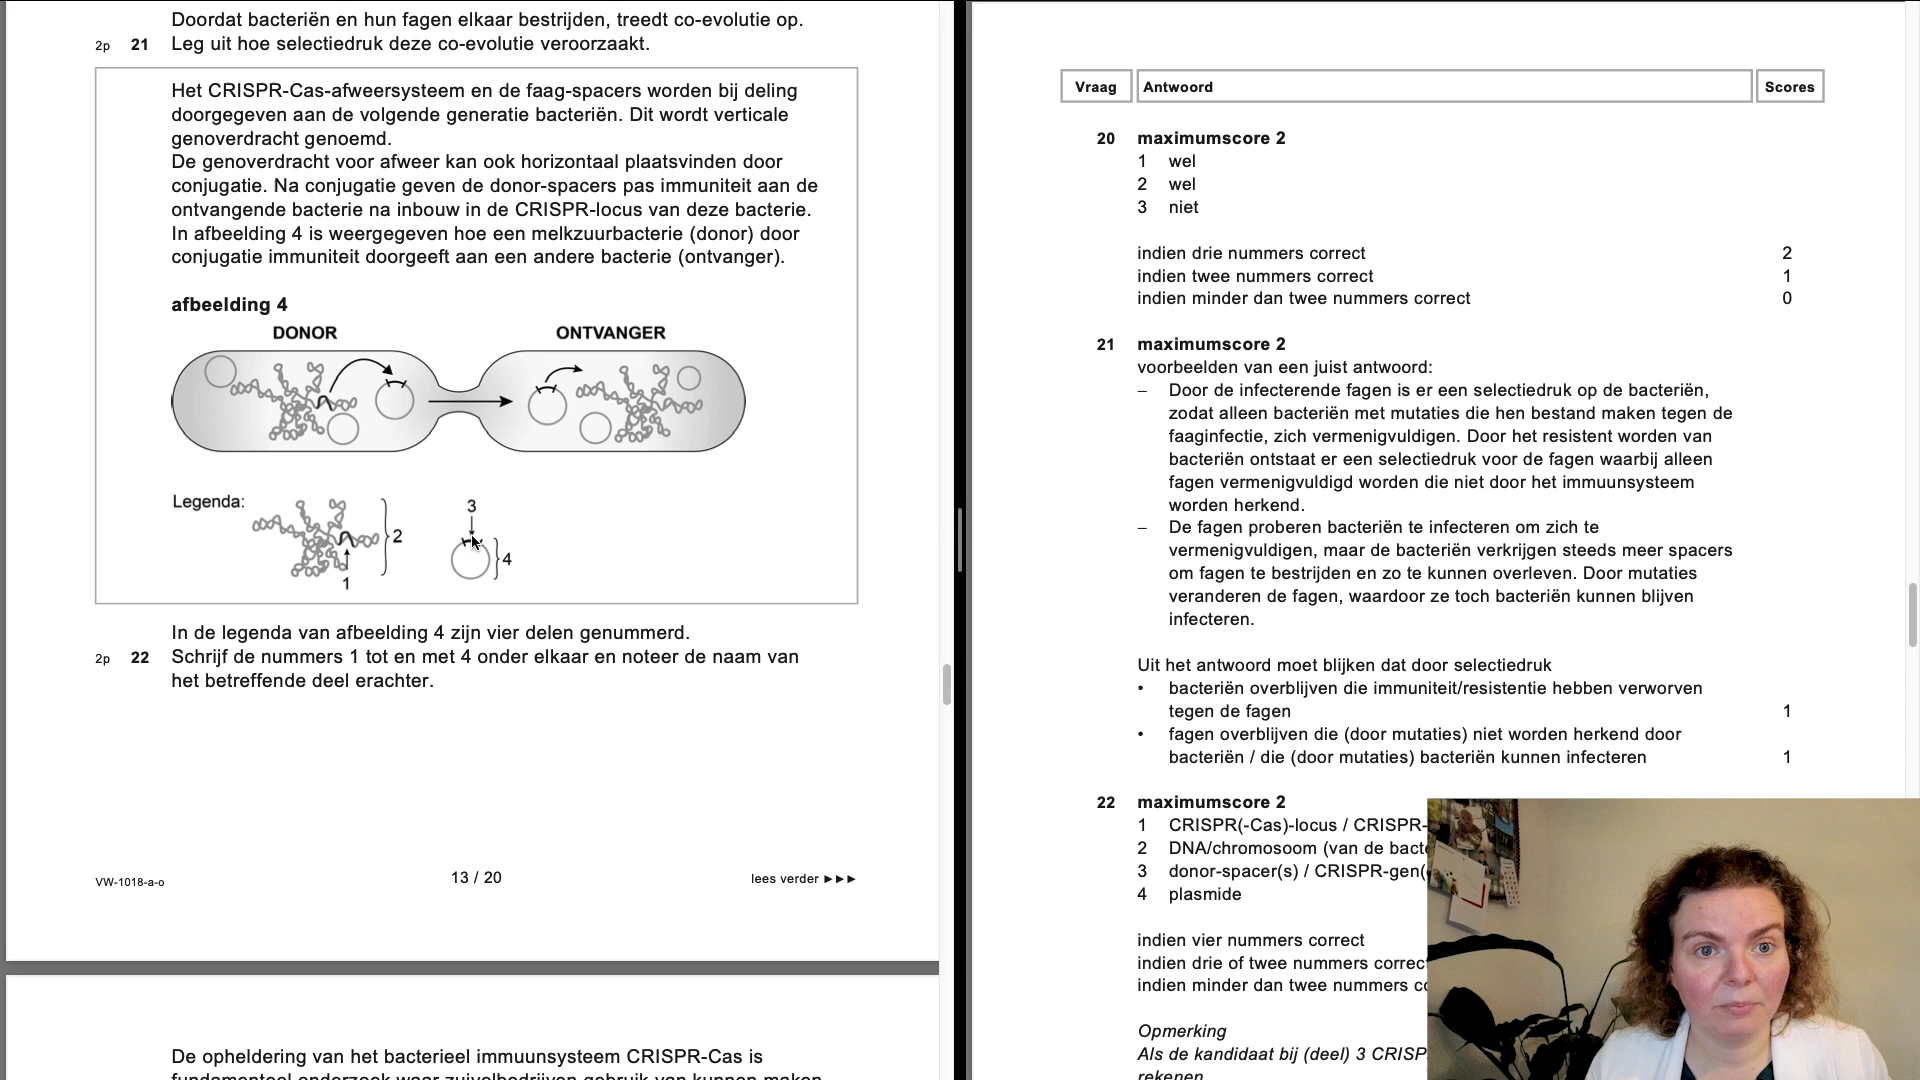 Doordat bacteriën en hun fagen elkaar bestrijden, treedt co-evolutie op.
2p 21 Leg uit hoe selectiedruk deze co-evolutie veroorzaakt.
Het CRISPR-Cas-afweersysteem en de faag-spacers worden bij deling
doorgegeven aan de volgende generatie bacteriën. Dit wordt verticale
genoverdracht genoemd.
De genoverdracht voor afweer kan ook horizontaal plaatsvinden door
conjugatie. Na conjugatie geven de donor-spacers pas immuniteit aan de
ontvangende bacterie na inbouw in de CRISPR-locus van deze bacterie.
In afbeelding 4 is weergegeven hoe een melkzuurbacterie (donor) door
conjugatie immuniteit doorgeeft aan een andere bacterie (ontvanger).
afbeelding 4
DONOR ONTVANGER
Legenda:
3
2
4
1
In de legenda van afbeelding 4 zijn vier delen genummerd.
2p 22 Schrijf de nummers 1 tot en met 4 onder elkaar en noteer de naam van
het betreffende deel erachter.
VW-1018-a-o 13 / 20 lees verder ►►►
De opheldering van het bacterieel immuunsysteem CRISPR-Cas is
fundamenteel onderzoek waar zuivelbedrijven gebruik van kunnen maken
Vraag Antwoord Scores
20 maximumscore 2
1 wel
2 wel
3 niet
indien drie nummers correct 2
indien twee nummers correct 1
indien minder dan twee nummers correct 0
21 maximumscore 2
voorbeelden van een juist antwoord:
– Door de infecterende fagen is er een selectiedruk op de bacteriën,
zodat alleen bacteriën met mutaties die hen bestand maken tegen de
faaginfectie, zich vermenigvuldigen. Door het resistent worden van
bacteriën ontstaat er een selectiedruk voor de fagen waarbij alleen
fagen vermenigvuldigd worden die niet door het immuunsysteem
worden herkend.
– De fagen proberen bacteriën te infecteren om zich te
vermenigvuldigen, maar de bacteriën verkrijgen steeds meer spacers
om fagen te bestrijden en zo te kunnen overleven. Door mutaties
veranderen de fagen, waardoor ze toch bacteriën kunnen blijven
infecteren.
Uit het antwoord moet blijken dat door selectiedruk
• bacteriën overblijven die immuniteit/resistentie hebben verworven
tegen de fagen 1
• fagen overblijven die (door mutaties) niet worden herkend door
bacteriën / die (door mutaties) bacteriën kunnen infecteren 1
22 maximumscore 2
1 CRISPR(-Cas)-locus / CRISPR-
2 DNA/chromosoom (van de
3 donor-spacer(s) / CRISPR-gen(
4 plasmide
indien vier nummers correct
indien drie of twee nummers correct
indien minder dan twee nummers
Opmerking
Als de kandidaat bij (deel) 3
rekenen